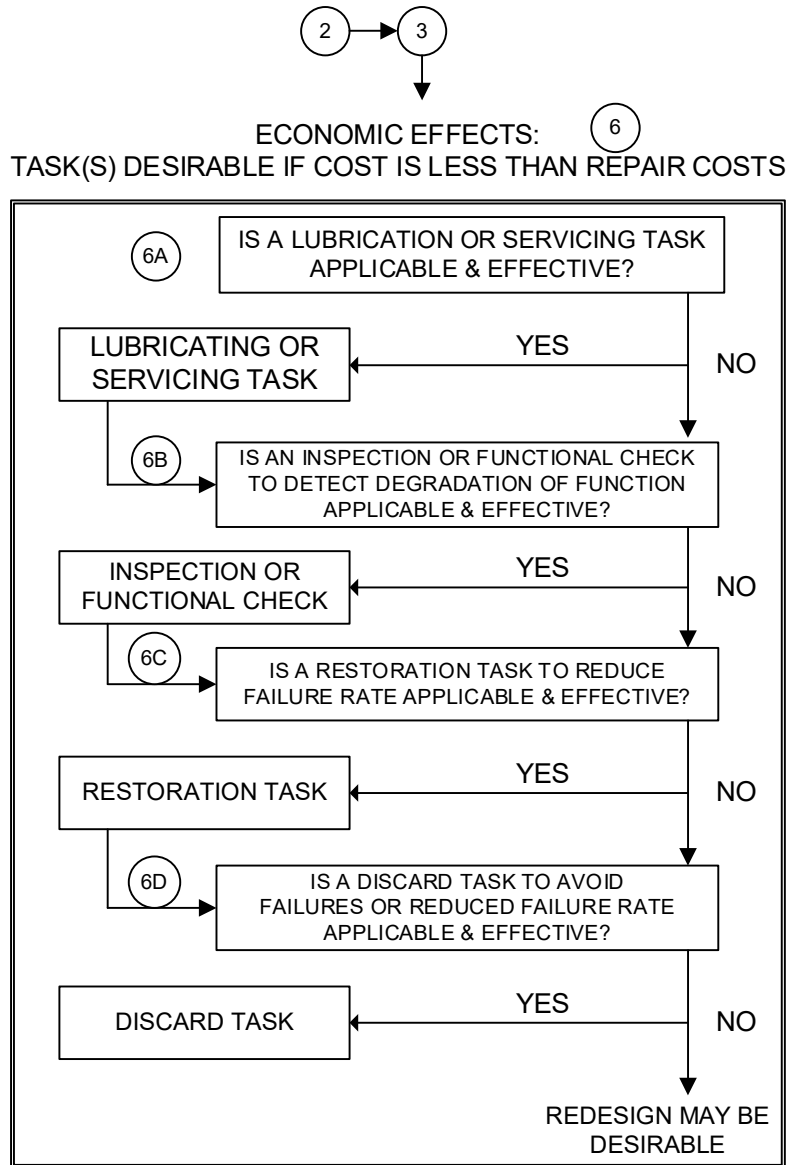 2
3
ECONOMIC EFFECTS:
6
TASK(S) DESIRABLE IF COST IS LESS THAN REPAIR COSTS
6A
IS A LUBRICATION OR SERVICING TASK
APPLICABLE & EFFECTIVE?
LUBRICATING OR
SERVICING TASK
YES
NO
6B
IS AN INSPECTION OR FUNCTIONAL CHECK
TO DETECT DEGRADATION OF FUNCTION
APPLICABLE & EFFECTIVE?
INSPECTION OR
FUNCTIONAL CHECK
YES
NO
6C
IS A RESTORATION TASK TO REDUCE
FAILURE RATE APPLICABLE & EFFECTIVE?
RESTORATION TASK
YES
NO
6D
IS A DISCARD TASK TO AVOID
FAILURES OR REDUCED FAILURE RATE
APPLICABLE & EFFECTIVE?
DISCARD TASK
YES
NO
REDESIGN MAY BE
DESIRABLE